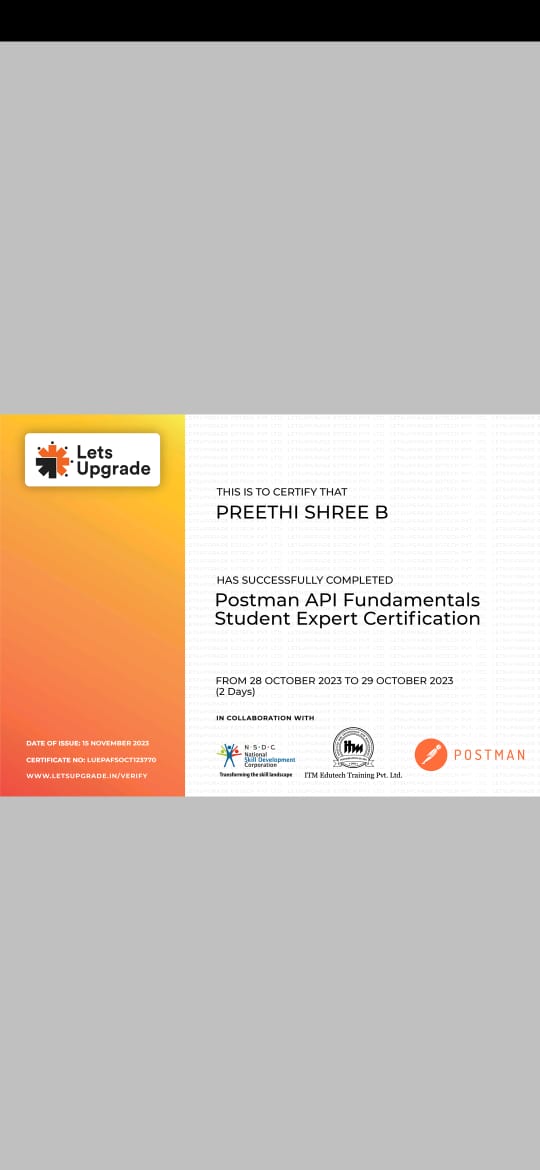 Lets
Upgrade
THIS IS TO CERTIFY THAT
PREETHI SHREE B
HAS SUCCESSFULLY COMPLETED
Postman API Fundamentals
Student Expert Certification
FROM 28 OCTOBER 2023 TO 29 OCTOBER 2023
(2 Days)
IN COLLABORATION WITH
N·S·D·C
National
Skill Development
Corporation
Transforming the skill landscape
itm
ITM Edutech Training Pvt. Ltd.
POSTMAN
DATE OF ISSUE: 15 NOVEMBER 2023
CERTIFICATE NO: LUEPAFSOCT123770
WWW.LETSUPGRADE.IN/VERIFY